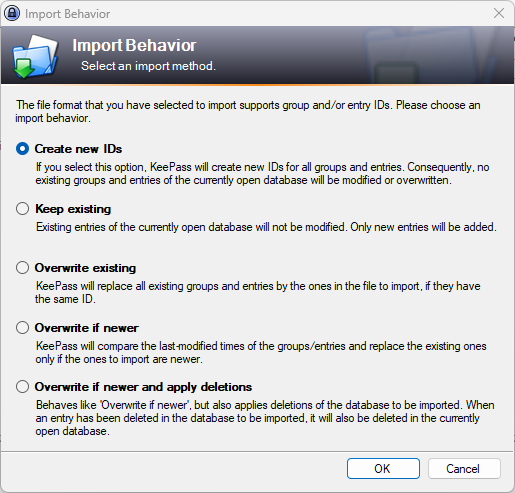 Import Behavior
Import Behavior
Select an import method.
The file format that you have selected to import supports group and/or entry IDs. Please choose an
import behavior.
Create new IDs
If you select this option, KeePass will create new IDs for all groups and entries. Consequently, no
existing groups and entries of the currently open database will be modified or overwritten.
Keep existing
Existing entries of the currently open database will not be modified. Only new entries will be added.
Overwrite existing
KeePass will replace all existing groups and entries by the ones in the file to import, if they have
the same ID.
Overwrite if newer
KeePass will compare the last-modified times of the groups/entries and replace the existing ones
only if the ones to import are newer.
Overwrite if newer and apply deletions
Behaves like 'Overwrite if newer', but also applies deletions of the database to be imported. When
an entry has been deleted in the database to be imported, it will also be deleted in the currently
open database.
OK Cancel